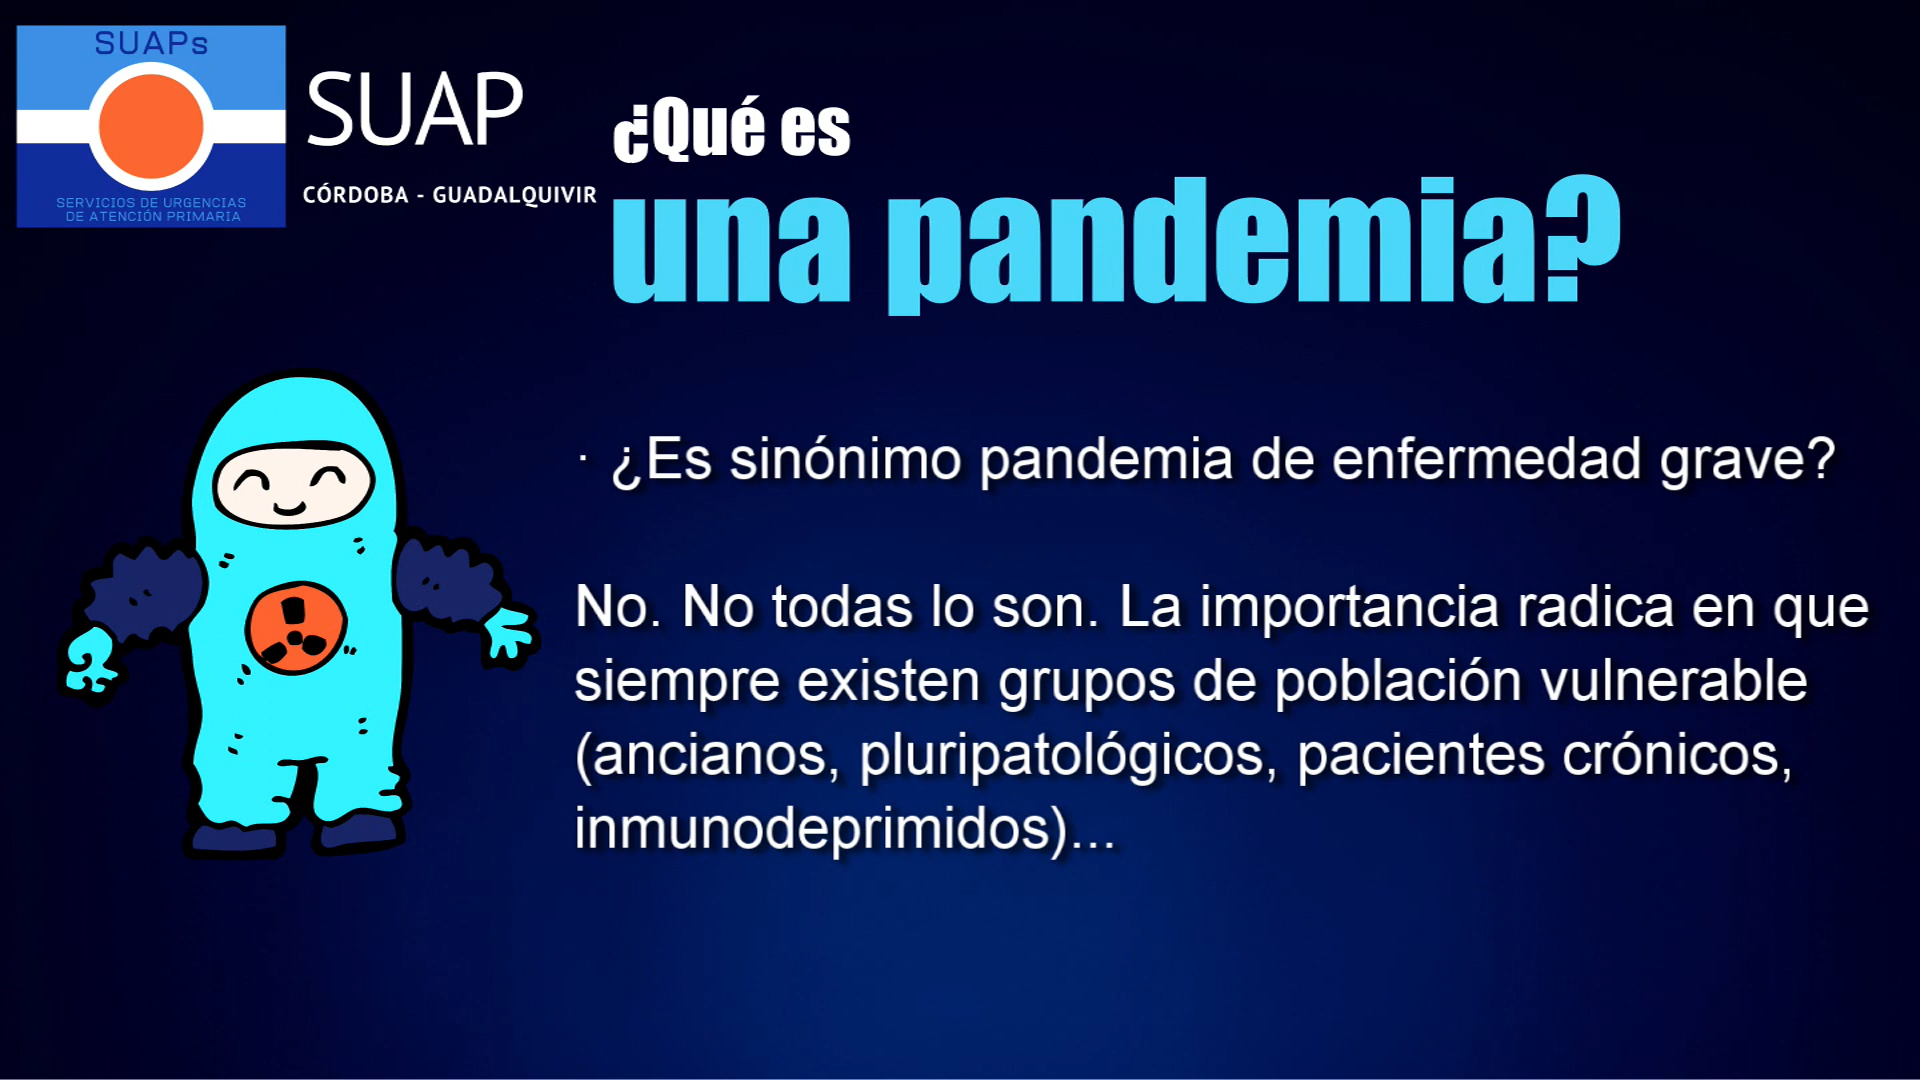 SUAPs
SERVICIOS DE URGENCIAS
DE ATENCIÓN PRIMARIA
SUAP
CÓRDOBA - GUADALQUIVIR
¿Qué es
una pandemia?
· ¿Es sinónimo pandemia de enfermedad grave?
No. No todas lo son. La importancia radica en que
siempre existen grupos de población vulnerable
(ancianos, pluripatológicos, pacientes crónicos,
inmunodeprimidos)...